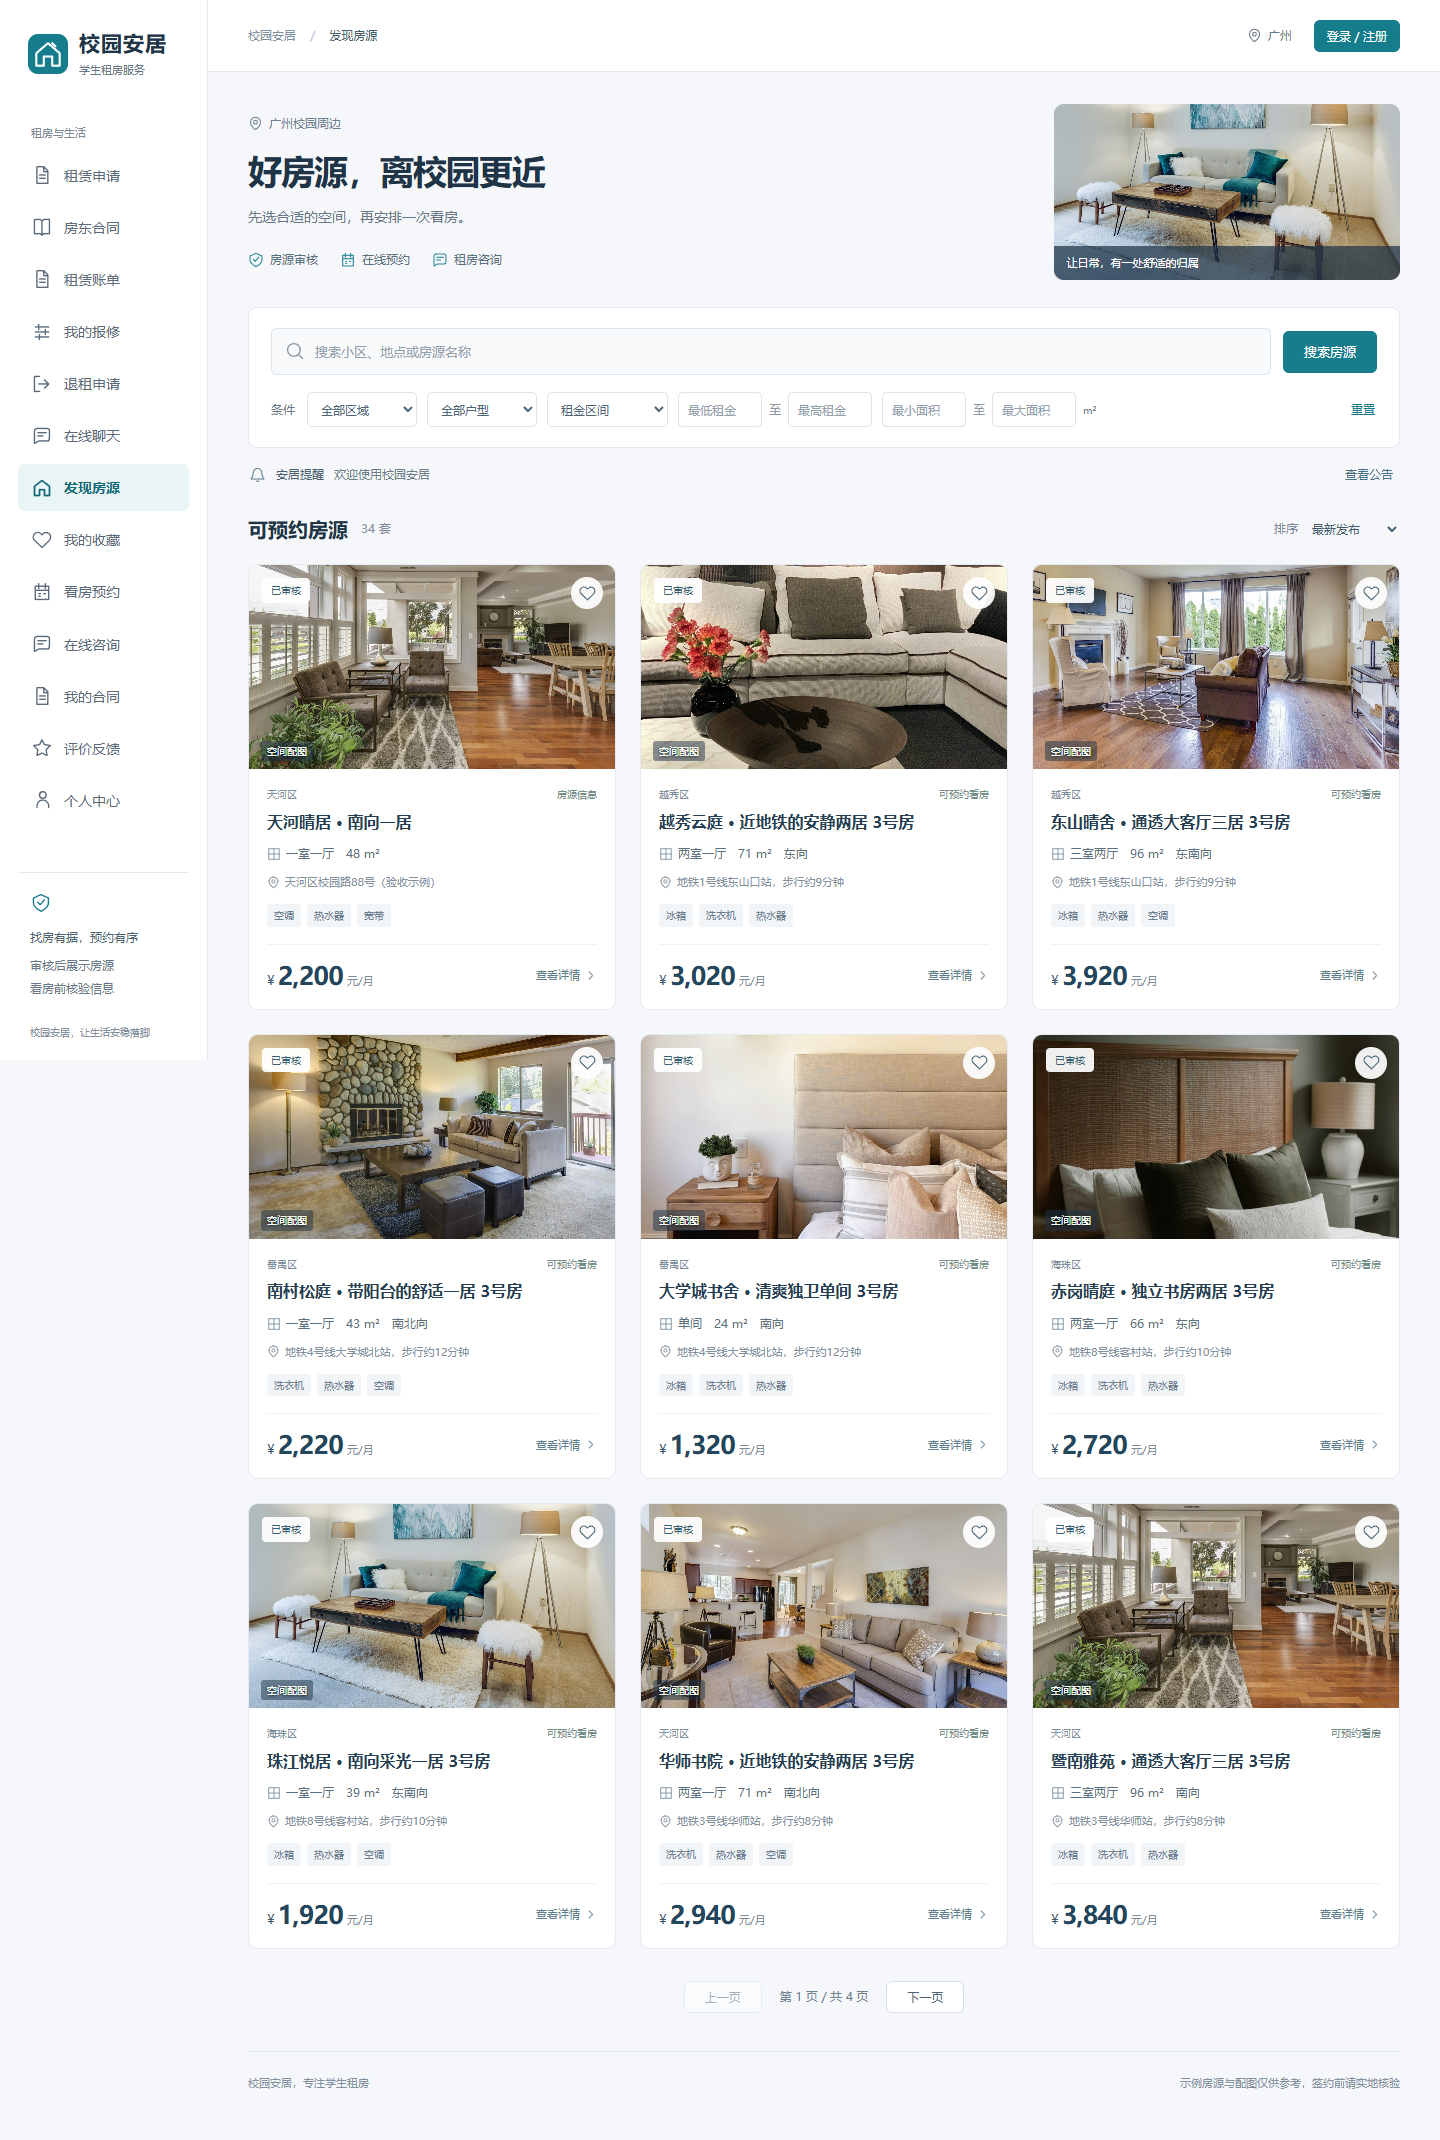 校园安居
学生租房服务
租房与生活
租赁申请
房东合同
租赁账单
我的报修
退租申请
在线聊天
发现房源
我的收藏
看房预约
在线咨询
我的合同
评价反馈
个人中心
找房有据，预约有序
审核后展示房源
看房前核验信息
校园安居，让生活安稳落脚
校园安居 / 发现房源
广州
登录 / 注册
广州校园周边
好房源，离校园更近
先选合适的空间，再安排一次看房。
房源审核 在线预约 租房咨询
让日常，有一处舒适的归属
搜索小区、地点或房源名称
搜索房源
条件 全部区域 全部户型 租金区间 最低租金 至 最高租金 最小面积 至 最大面积 m² 重置
安居提醒 欢迎使用校园安居 查看公告
可预约房源 34 套
排序 最新发布
已审核
空间配图
天河区 房源信息
天河晴居 • 南向一居
一室一厅 48 m²
天河区校园路88号（验收示例）
空调 热水器 宽带
¥ 2,200 元/月 查看详情
已审核
空间配图
越秀区 可预约看房
越秀云庭 • 近地铁的安静两居 3号房
两室一厅 71 m² 东向
地铁1号线东山口站，步行约9分钟
冰箱 洗衣机 热水器
¥ 3,020 元/月 查看详情
已审核
空间配图
越秀区 可预约看房
东山晴舍 • 通透大客厅三居 3号房
三室两厅 96 m² 东南向
地铁1号线东山口站，步行约9分钟
冰箱 热水器 空调
¥ 3,920 元/月 查看详情
已审核
空间配图
番禺区 可预约看房
南村松庭 • 带阳台的舒适一居 3号房
一室一厅 43 m² 南北向
地铁4号线大学城北站，步行约12分钟
洗衣机 热水器 空调
¥ 2,220 元/月 查看详情
已审核
空间配图
番禺区 可预约看房
大学城书舍 • 清爽独卫单间 3号房
单间 24 m² 南向
地铁4号线大学城北站，步行约12分钟
冰箱 洗衣机 热水器
¥ 1,320 元/月 查看详情
已审核
空间配图
海珠区 可预约看房
赤岗晴庭 • 独立书房两居 3号房
两室一厅 66 m² 东向
地铁8号线客村站，步行约10分钟
冰箱 洗衣机 热水器
¥ 2,720 元/月 查看详情
已审核
空间配图
海珠区 可预约看房
珠江悦居 • 南向采光一居 3号房
一室一厅 39 m² 东南向
地铁8号线客村站，步行约10分钟
冰箱 热水器 空调
¥ 1,920 元/月 查看详情
已审核
空间配图
天河区 可预约看房
华师书院 • 近地铁的安静两居 3号房
两室一厅 71 m² 南北向
地铁3号线华师站，步行约8分钟
洗衣机 热水器 空调
¥ 2,940 元/月 查看详情
已审核
空间配图
天河区 可预约看房
暨南雅苑 • 通透大客厅三居 3号房
三室两厅 96 m² 南向
地铁3号线华师站，步行约8分钟
冰箱 洗衣机 热水器
¥ 3,840 元/月 查看详情
上一页 第 1 页 / 共 4 页 下一页
校园安居，专注学生租房
示例房源与配图仅供参考，签约前请实地核验